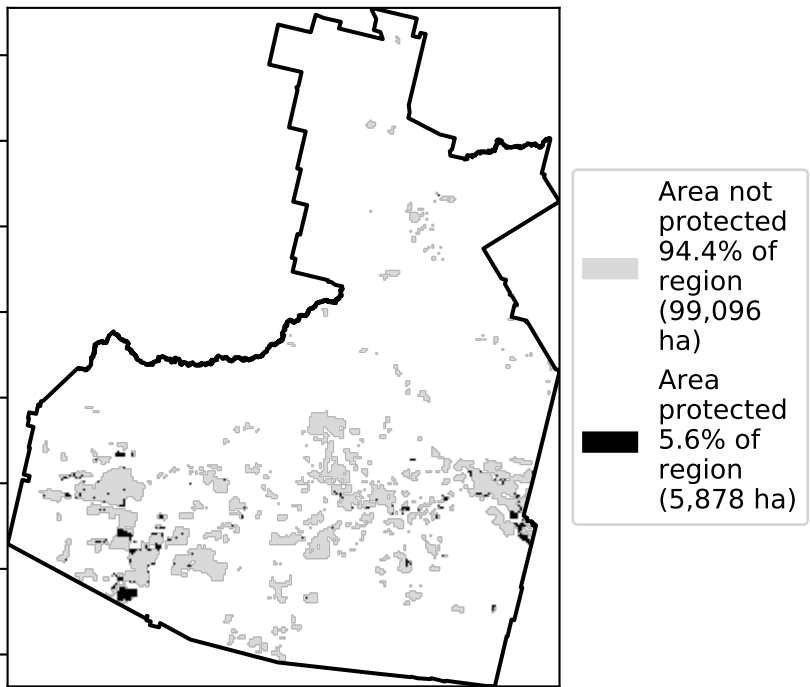 Area not
protected
94.4% of
region
(99,096
ha)
Area
protected
5.6% of
region
(5,878 ha)